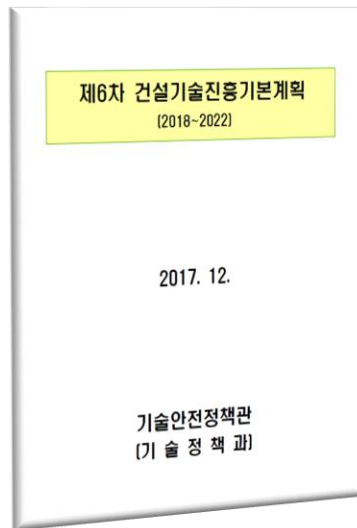 제6차 건설기술진흥기본계획
(2018~2022)
2017. 12.
기술안전정책관
(기 술 정 책 과)